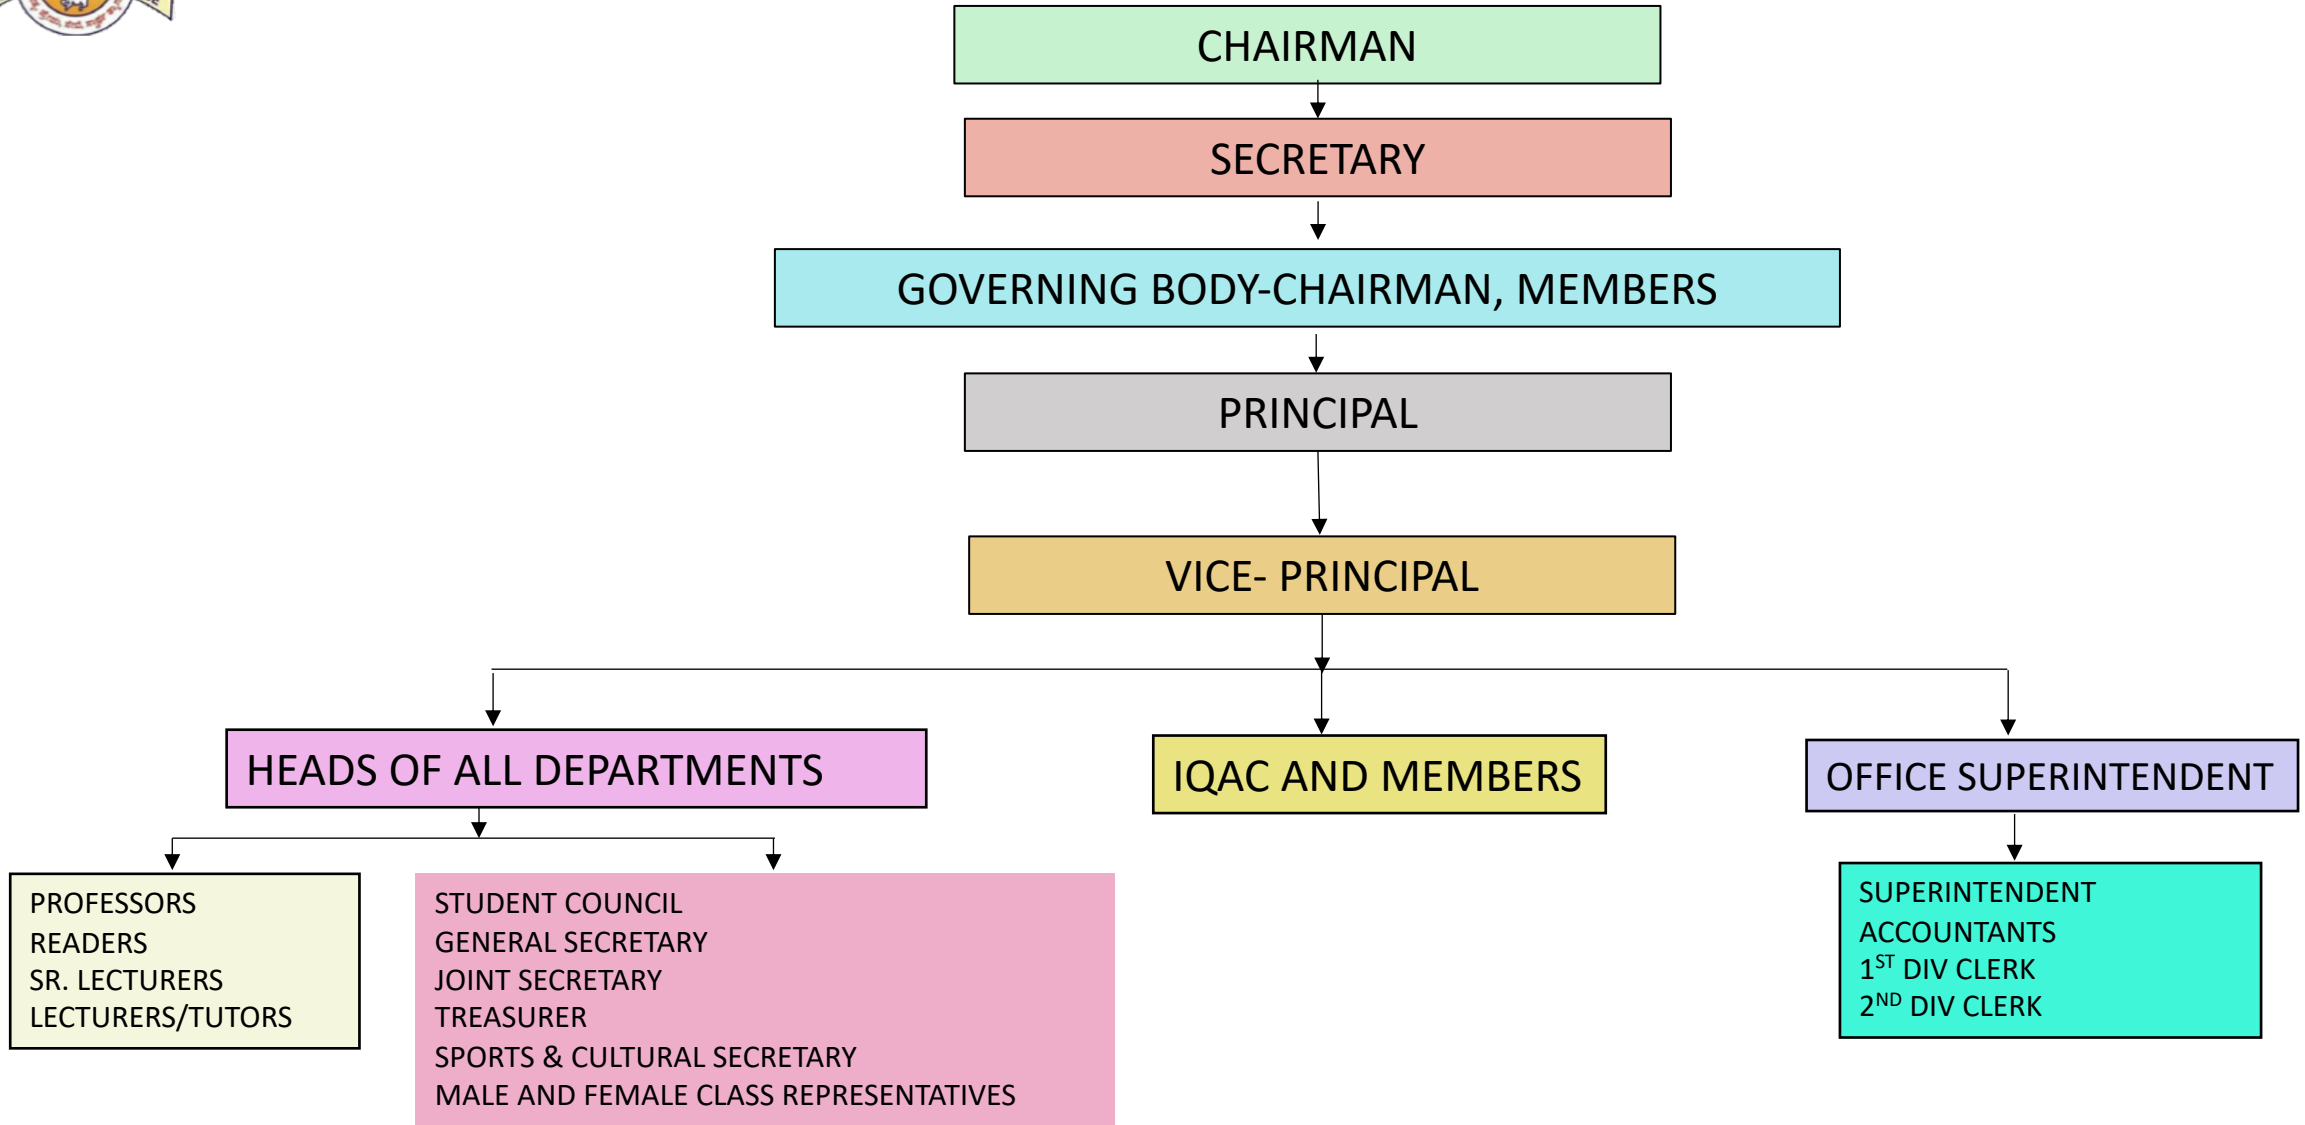 CHAIRMAN
SECRETARY
GOVERNING BODY-CHAIRMAN, MEMBERS
PRINCIPAL
VICE- PRINCIPAL
HEADS OF ALL DEPARTMENTS
IQAC AND MEMBERS
OFFICE SUPERINTENDENT
PROFESSORS
READERS
SR. LECTURERS
LECTURERS/TUTORS
STUDENT COUNCIL
GENERAL SECRETARY
JOINT SECRETARY
TREASURER
SPORTS & CULTURAL SECRETARY
MALE AND FEMALE CLASS REPRESENTATIVES
SUPERINTENDENT
ACCOUNTANTS
1ST DIV CLERK
2ND DIV CLERK